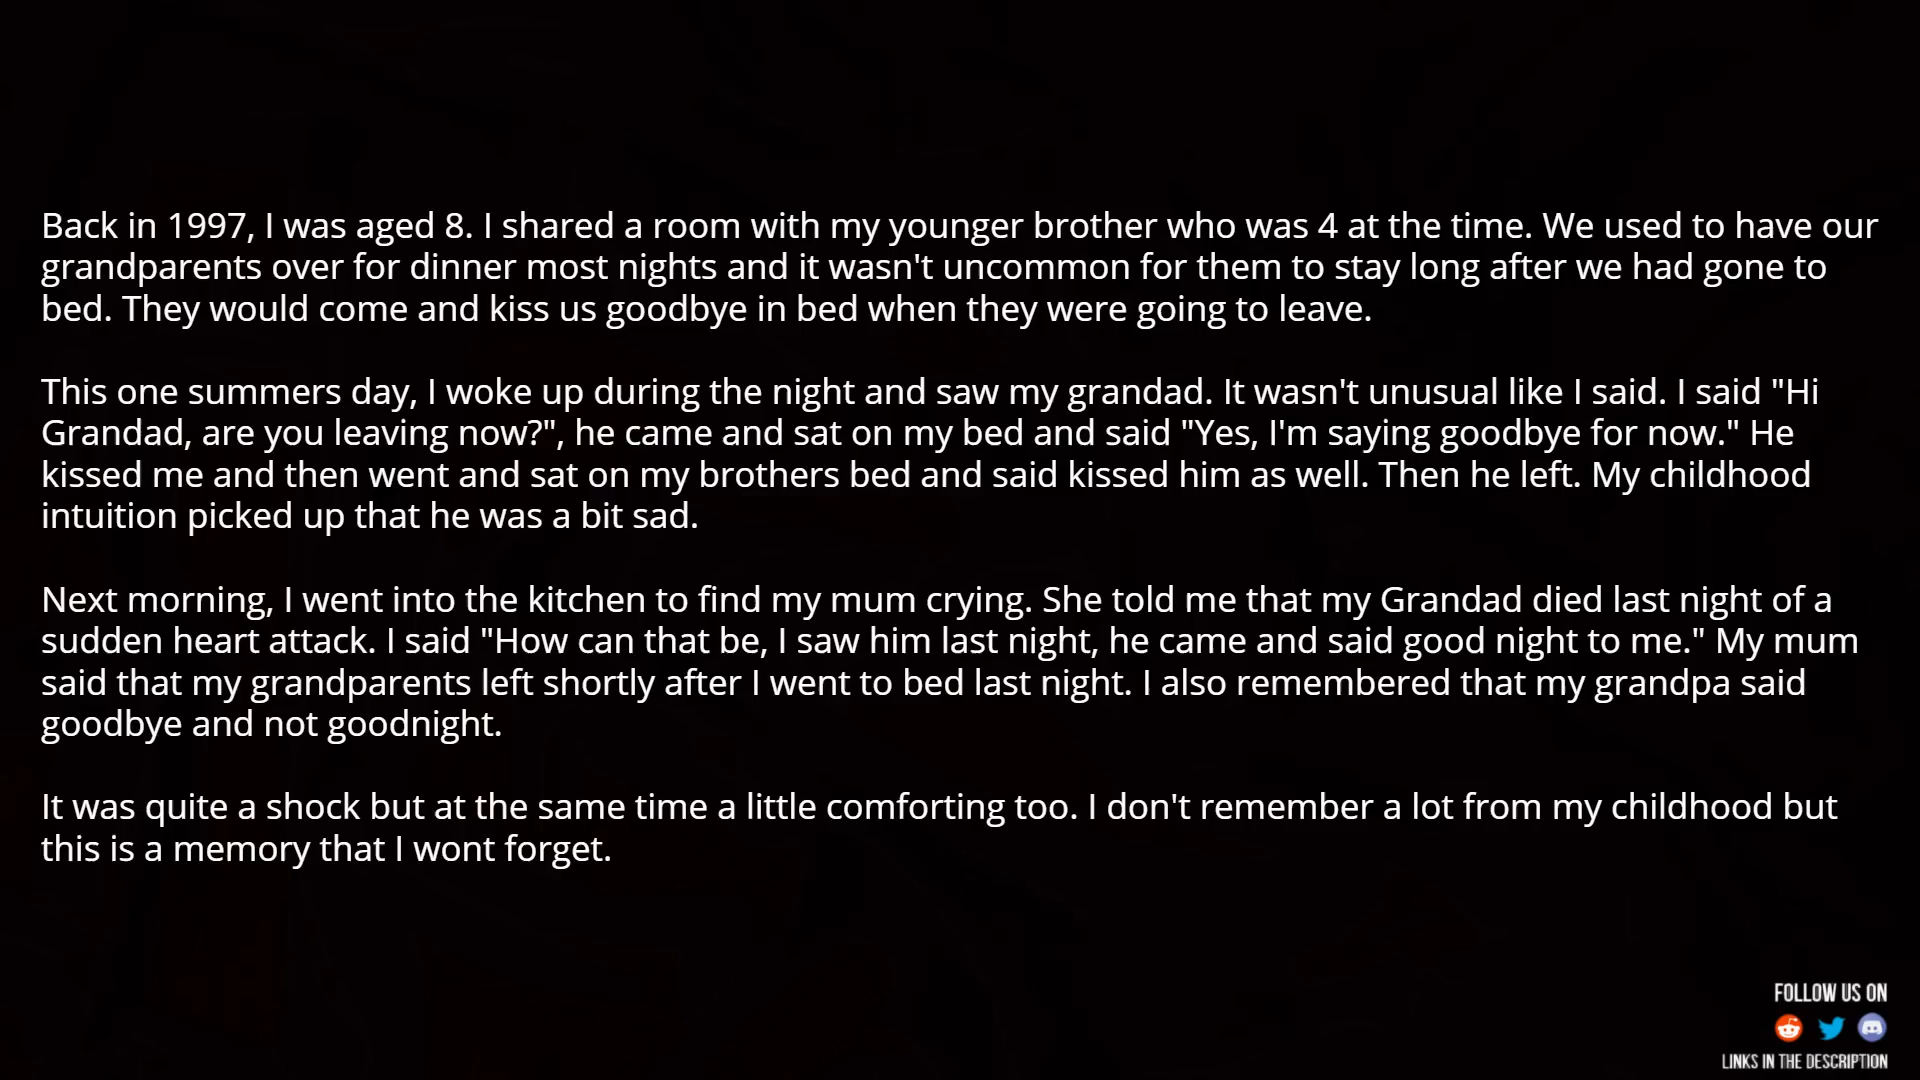 Back in 1997, I was aged 8. I shared a room with my younger brother who was 4 at the time. We used to have our
grandparents over for dinner most nights and it wasn't uncommon for them to stay long after we had gone to
bed. They would come and kiss us goodbye in bed when they were going to leave.
This one summers day, I woke up during the night and saw my grandad. It wasn't unusual like I said. I said "Hi
Grandad, are you leaving now?", he came and sat on my bed and said "Yes, I'm saying goodbye for now." He
kissed me and then went and sat on my brothers bed and said kissed him as well. Then he left. My childhood
intuition picked up that he was a bit sad.
Next morning, I went into the kitchen to find my mum crying. She told me that my Grandad died last night of a
sudden heart attack. I said "How can that be, I saw him last night, he came and said good night to me." My mum
said that my grandparents left shortly after I went to bed last night. I also remembered that my grandpa said
goodbye and not goodnight.
It was quite a shock but at the same time a little comforting too. I don't remember a lot from my childhood but
this is a memory that I wont forget.
FOLLOW US ON
LINKS IN THE DESCRIPTION